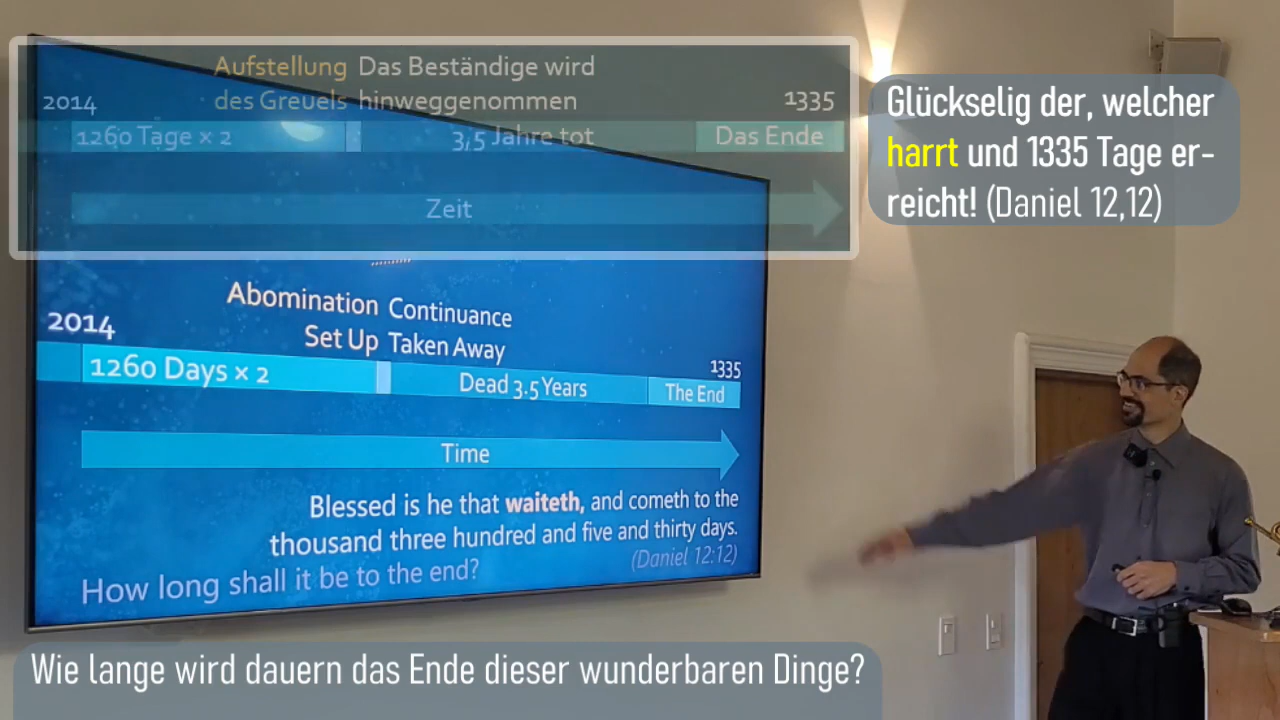 Aufstellung Das Beständige wird
2014 des Greuels hinweggenommen 1335
1260 Tage × 2 3,5 Jahre tot Das Ende
Zeit
Glückselig der, welcher
harrt und 1335 Tage er-
reicht! (Daniel 12,12)
Abomination Continuance
2014 Set Up Taken Away 1335
1260 Days × 2 Dead 3.5 Years The End
Time
Blessed is he that waiteth, and cometh to the
thousand three hundred and five and thirty days.
(Daniel 12:12)
How long shall it be to the end?
Wie lange wird dauern das Ende dieser wunderbaren Dinge?